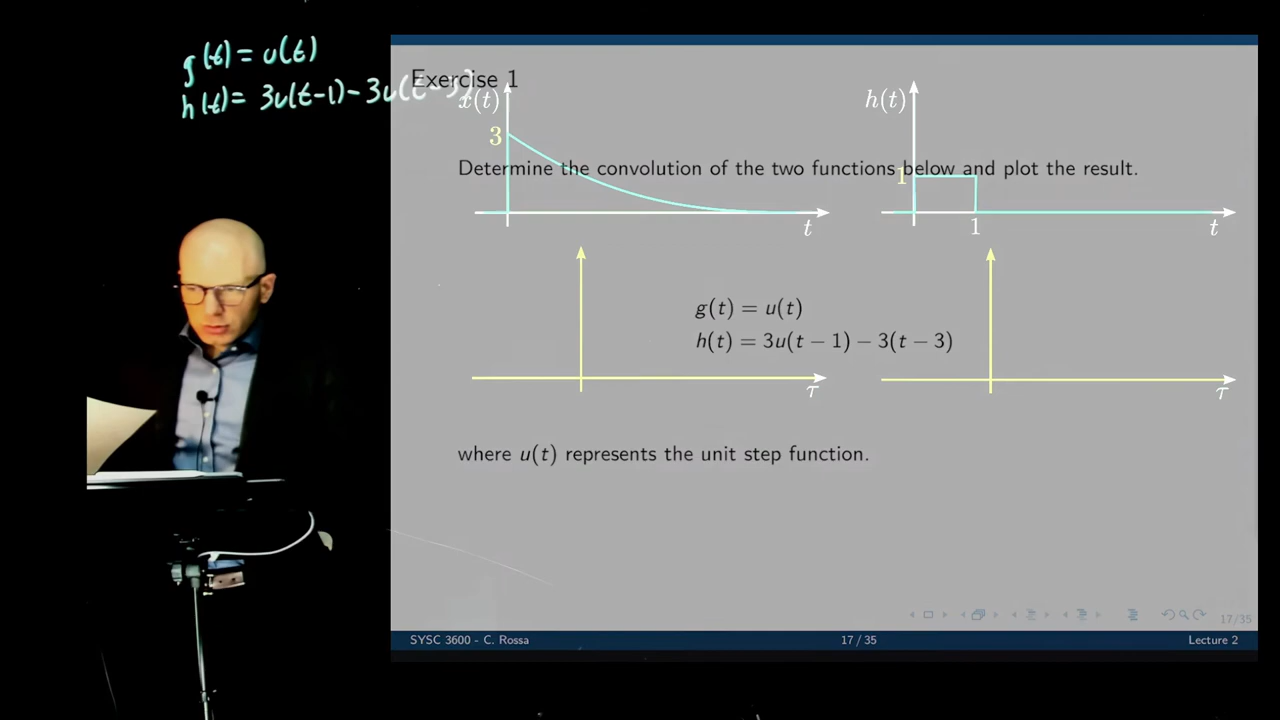 g(t) = u(t)
h(t) = 3u(t-1) - 3u(t-3)
Exercise 1
x(t)
3
h(t)
1
Determine the convolution of the two functions below and plot the result.
t
1
t
g(t) = u(t)
h(t) = 3u(t − 1) − 3(t − 3)
τ
τ
where u(t) represents the unit step function.
17/35
SYSC 3600 - C. Rossa
17 / 35
Lecture 2